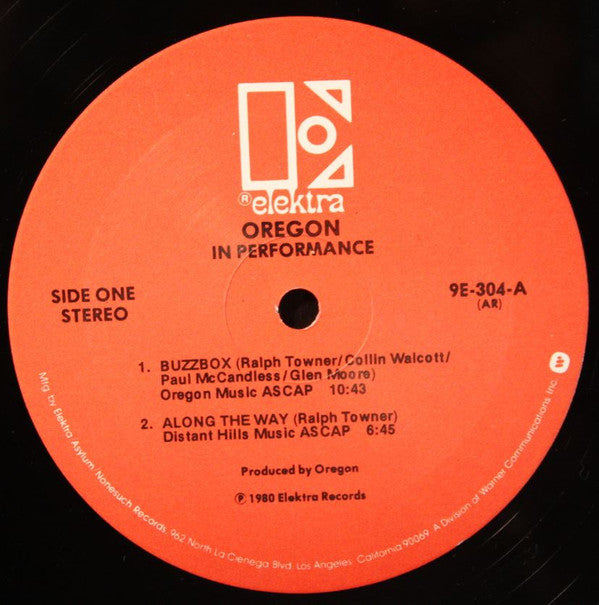 ® elektra
OREGON
IN PERFORMANCE
SIDE ONE
STEREO
9E-304-A
(AR)
1. BUZZBOX (Ralph Towner/Collin Walcott/
Paul McCandless/Glen Moore)
Oregon Music ASCAP 10:43
2. ALONG THE WAY (Ralph Towner)
Distant Hills Music ASCAP 6:45
Produced by Oregon
℗ 1980 Elektra Records
Mfg. by Elektra/Asylum/Nonesuch Records, 962 North La Cienega Blvd. Los Angeles, California 90069. A Division of Warner Communications Inc.